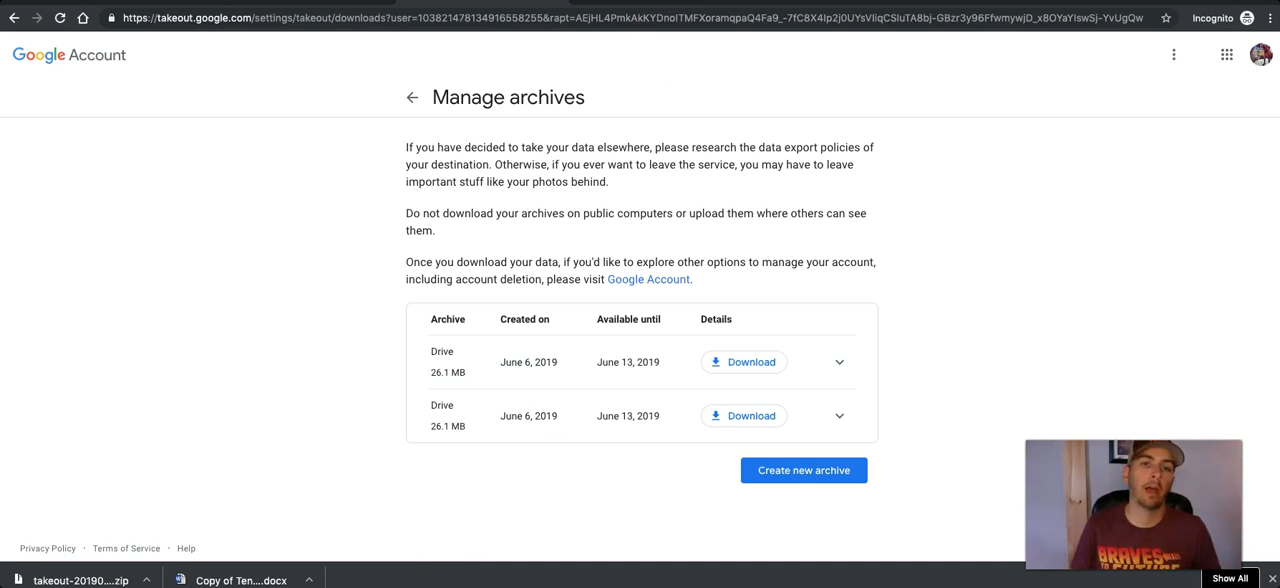 https://takeout.google.com/settings/takeout/downloads?user=103821478134916558255&rapt=AEjHL4PmkAkKYDnoITMFXoramqpaQ4Fa9_-7fC8X4Ip2j0UYsVIiqCSIuTA8bj-GBzr3y96FfwmywjD_x8OYaYIswSj-YvUgQw Incognito
Google Account
Manage archives
If you have decided to take your data elsewhere, please research the data export policies of
your destination. Otherwise, if you ever want to leave the service, you may have to leave
important stuff like your photos behind.
Do not download your archives on public computers or upload them where others can see
them.
Once you download your data, if you'd like to explore other options to manage your account,
including account deletion, please visit Google Account.
Archive Created on Available until Details
Drive
26.1 MB June 6, 2019 June 13, 2019 Download
Drive
26.1 MB June 6, 2019 June 13, 2019 Download
Create new archive
BRAVES
FUTURE
Privacy Policy · Terms of Service · Help
takeout-20190....zip Copy of Ten....docx Show All